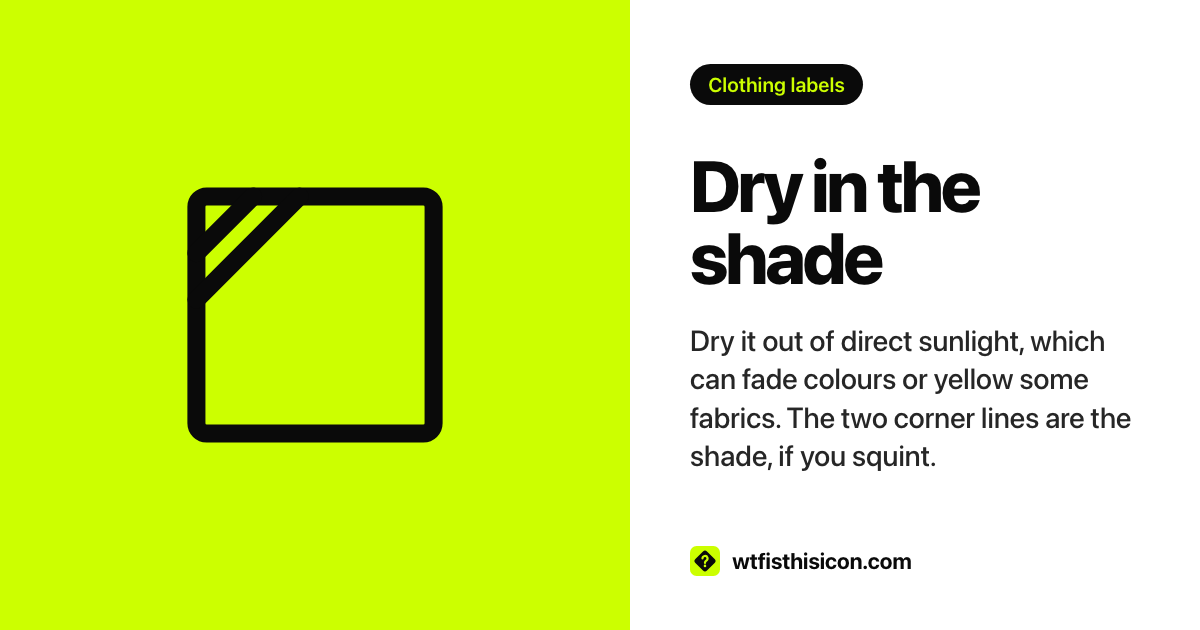 Clothing labels
Dry in the
shade
Dry it out of direct sunlight, which
can fade colours or yellow some
fabrics. The two corner lines are the
shade, if you squint.
?
wtfisthisicon.com